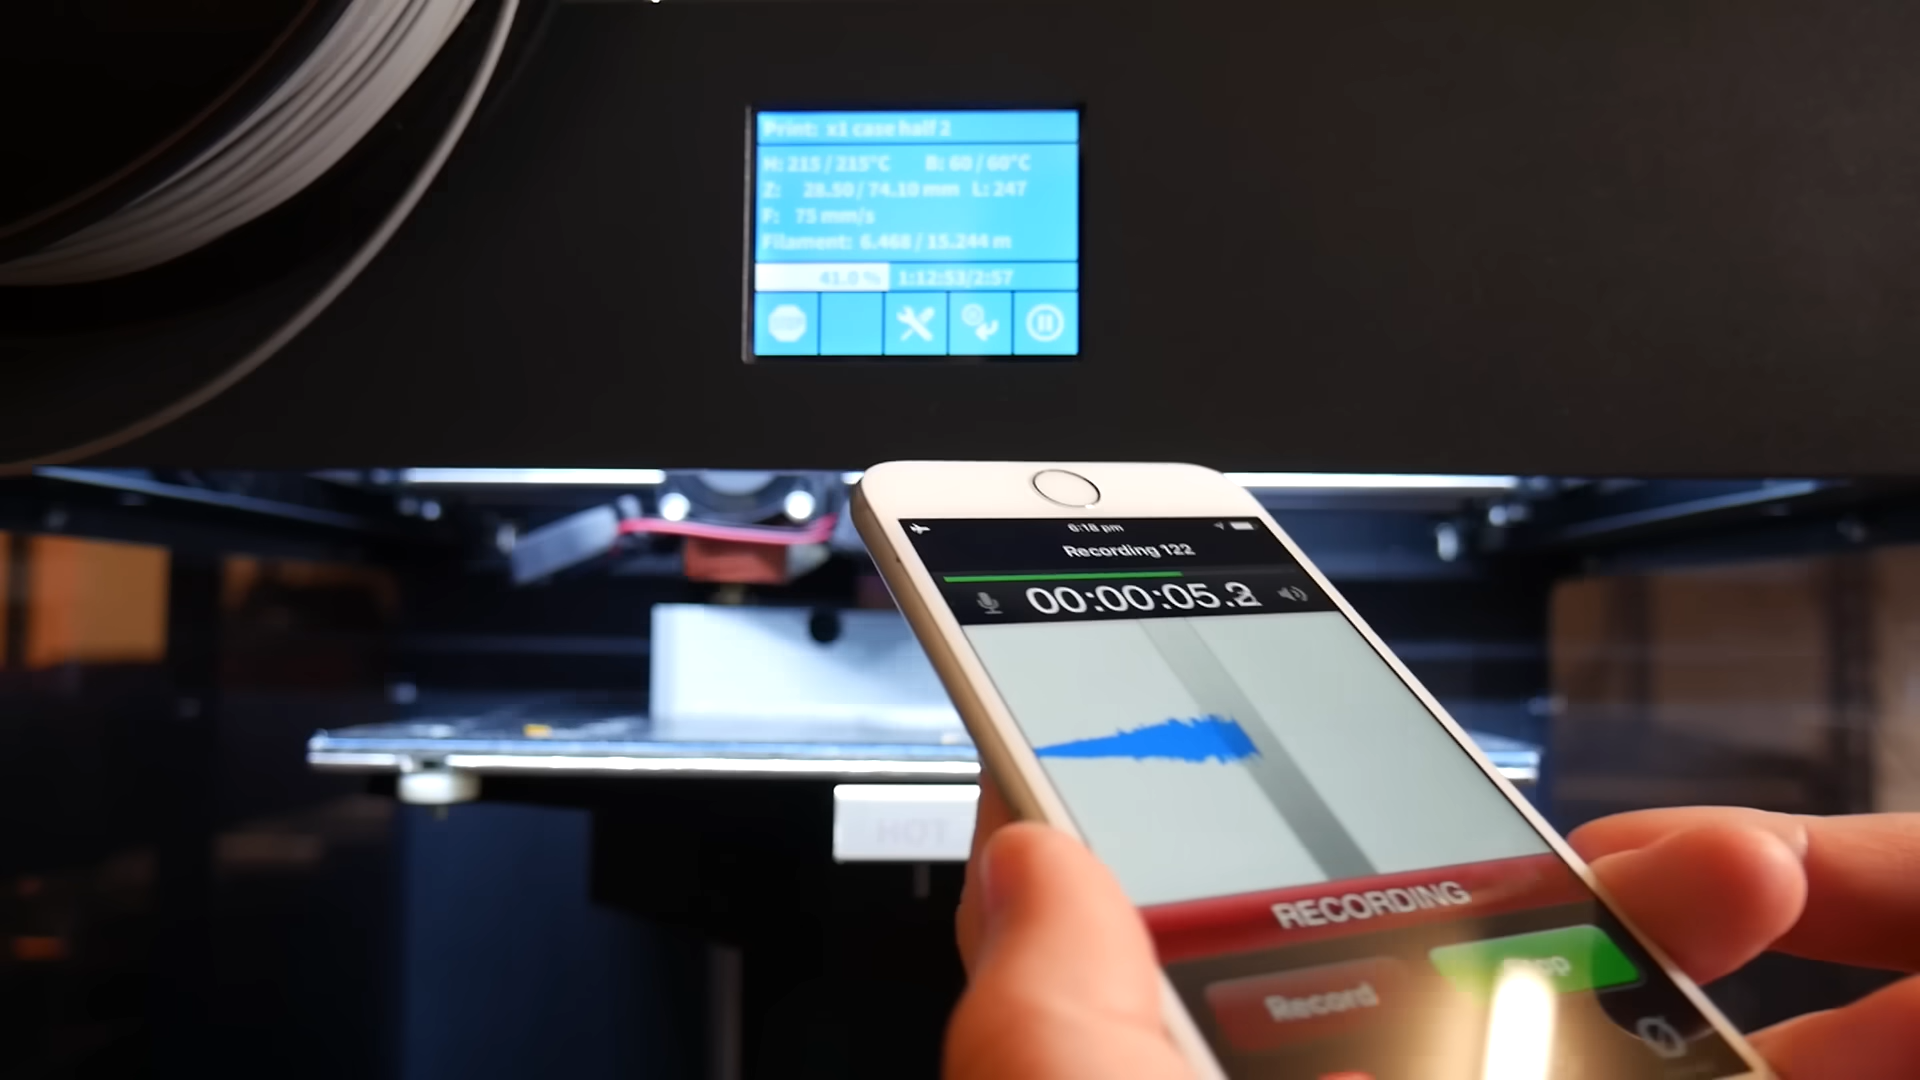 Print: x1 case half 2
H: 215 / 215°C B: 60 / 60°C
Z: 28.50 / 74.10 mm L: 247
F: 75 mm/s
Filament: 6.468 / 15.244 m
41.0 % 1:12:53/2:57
6:18 pm
Recording 122
00:00:05.2
HOT
RECORDING
Record
Stop